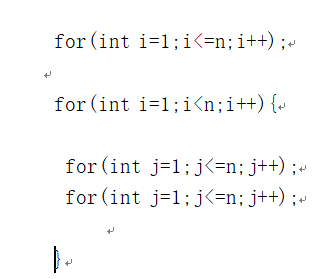 for(int i=1;i<=n;i++);
for(int i=1;i<n;i++){
for(int j=1;j<=n;j++);
for(int j=1;j<=n;j++);
}